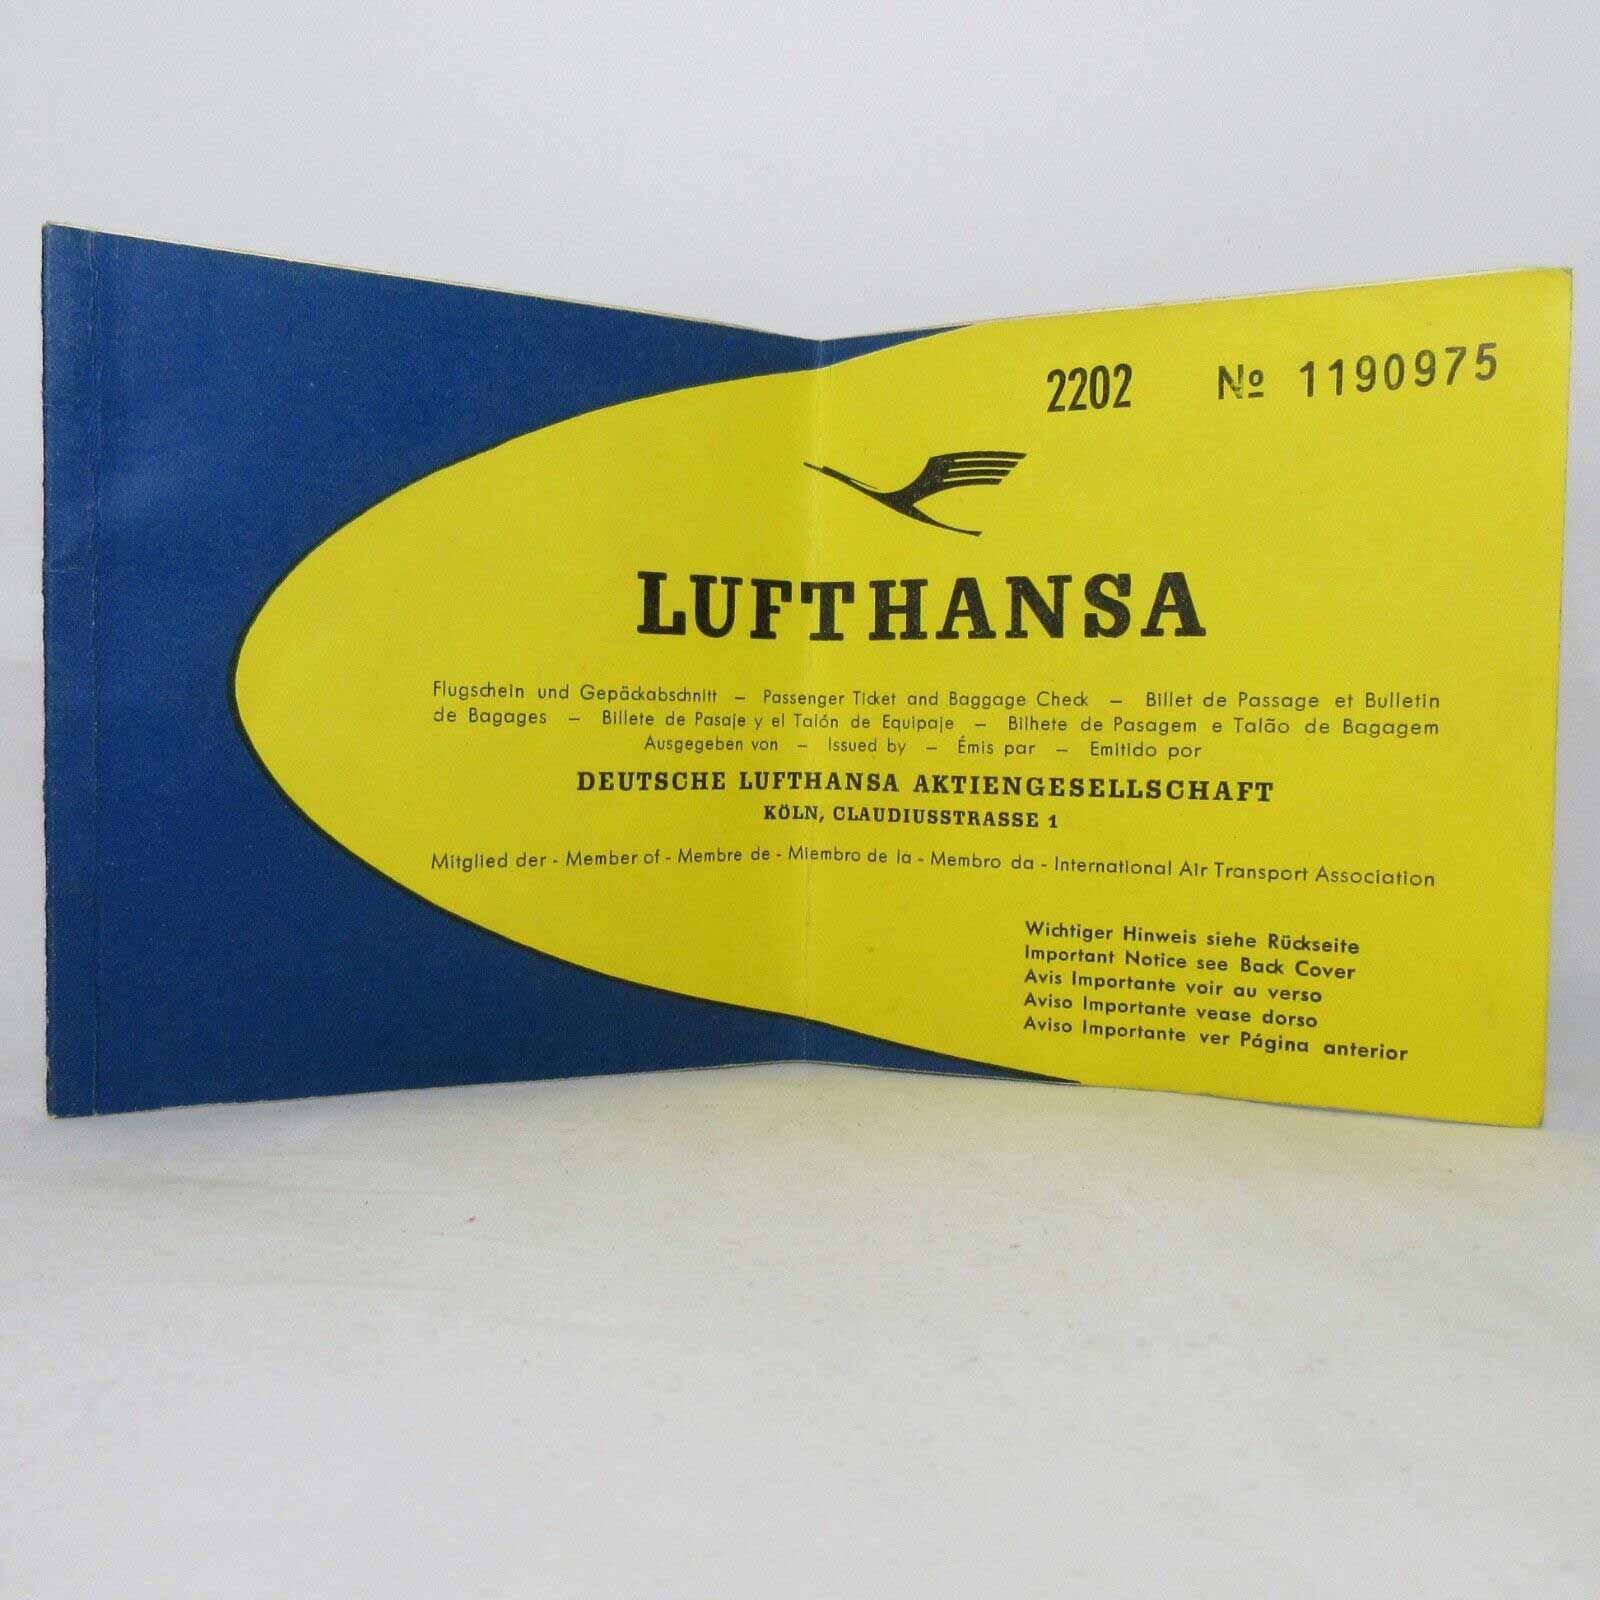 2202 № 1190975
LUFTHANSA
Flugschein und Gepäckabschnitt – Passenger Ticket and Baggage Check – Billet de Passage et Bulletin
de Bagages – Billete de Pasaje y el Talón de Equipaje – Bilhete de Pasagem e Talão de Bagagem
Ausgegeben von – Issued by – Émis par – Emitido por
DEUTSCHE LUFTHANSA AKTIENGESELLSCHAFT
KÖLN, CLAUDIUSSTRASSE 1
Mitglied der - Member of - Membre de - Miembro de la - Membro da - International Air Transport Association
Wichtiger Hinweis siehe Rückseite
Important Notice see Back Cover
Avis Importante voir au verso
Aviso Importante vease dorso
Aviso Importante ver Página anterior